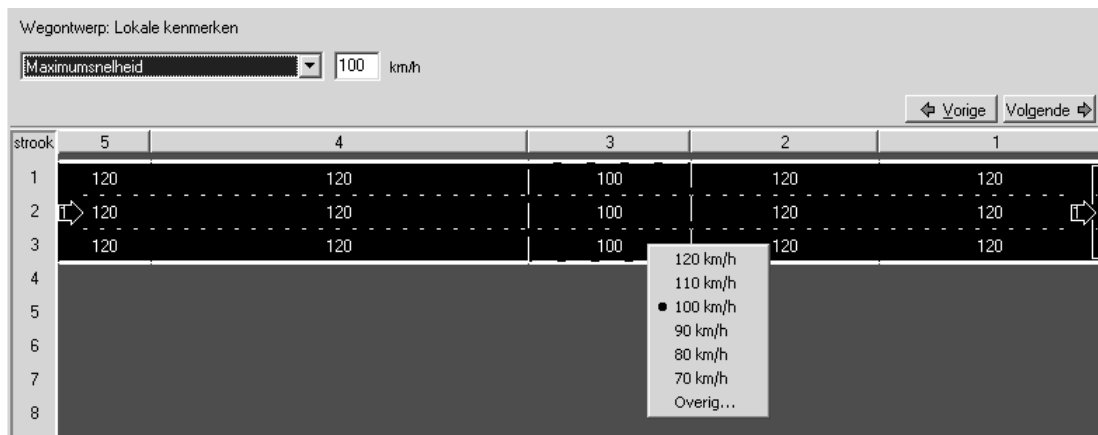 Wegontwerp: Lokale kenmerken
Maximumsnelheid 100 km/h
Vorige Volgende
strook 5 4 3 2 1
1 120 120 100 120 120
2 1 120 120 100 120 120 1
3 120 120 100 120 120
120 km/h
4
110 km/h
5 100 km/h
90 km/h
6
80 km/h
7 70 km/h
Overig...
8